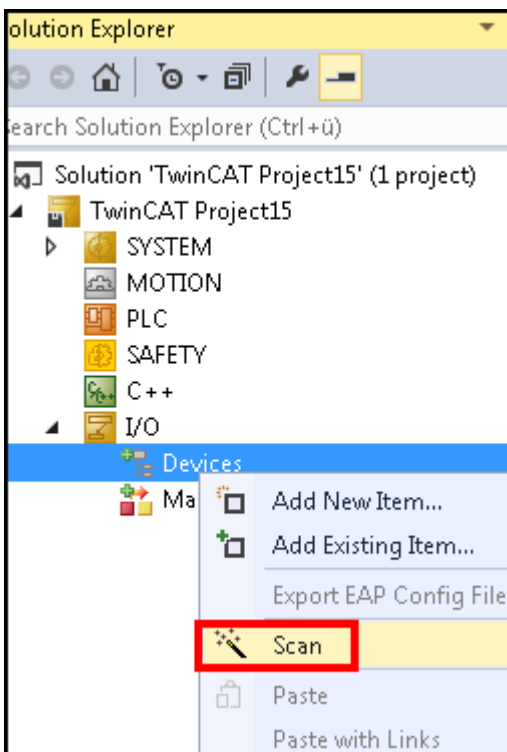 olution Explorer
earch Solution Explorer (Ctrl+ü)
Solution 'TwinCAT Project15' (1 project)
TwinCAT Project15
SYSTEM
MOTION
PLC
SAFETY
C++
I/O
Devices
Ma
Add New Item...
Add Existing Item...
Export EAP Config File
Scan
Paste
Paste with Links